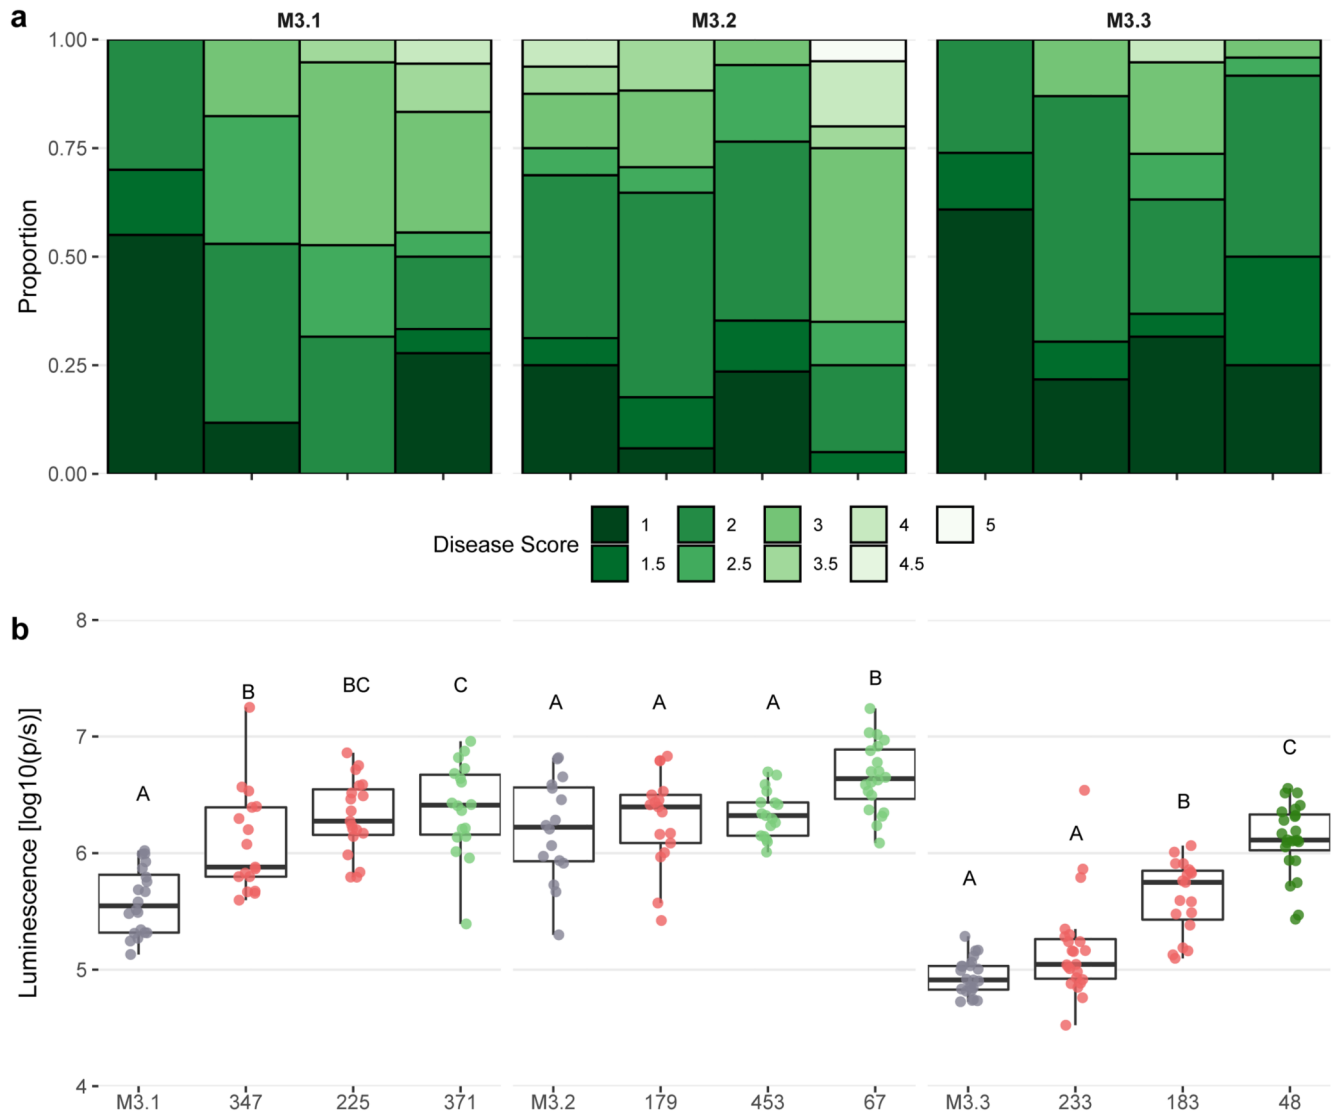 a
M3.1 M3.2 M3.3
1.00
0.75
0.50
0.25
0.00
Proportion
Disease Score
1 2 3 4 5
1.5 2.5 3.5 4.5
b
8
7
6
5
4
Luminescence [log10(p/s)]
A B BC C A A A B A A B C
M3.1 347 225 371 M3.2 179 453 67 M3.3 233 183 48